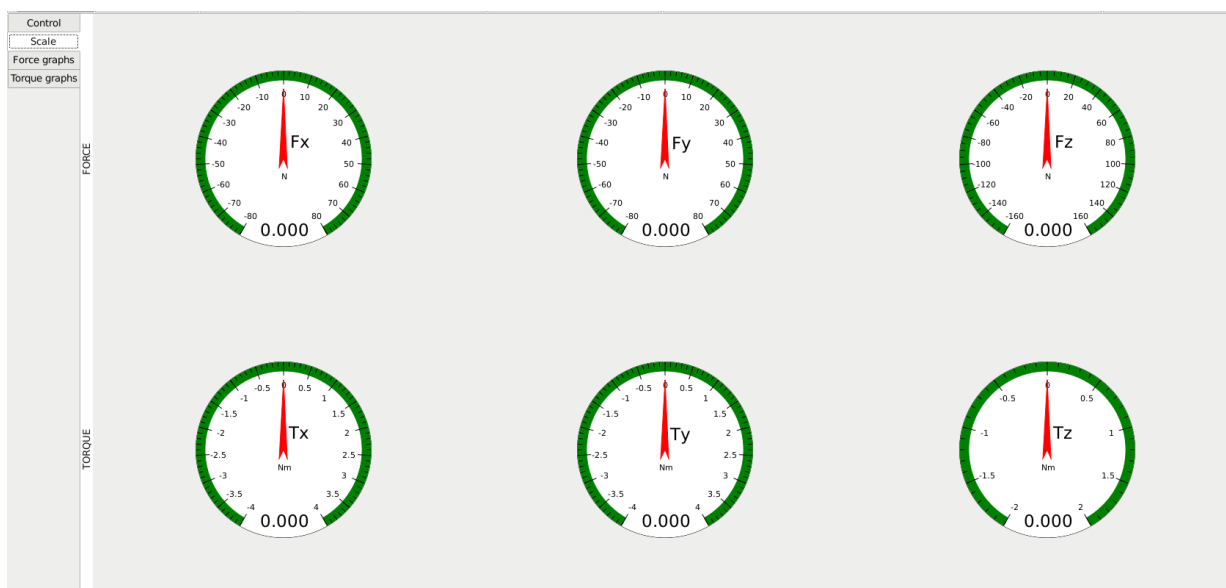 Control
Scale
Force graphs
Torque graphs
FORCE
-80 -70 -60 -50 -40 -30 -20 -10 0 10 20 30 40 50 60 70 80
Fx
N
0.000
-80 -70 -60 -50 -40 -30 -20 -10 0 10 20 30 40 50 60 70 80
Fy
N
0.000
-160 -140 -120 -100 -80 -60 -40 -20 0 20 40 60 80 100 120 140 160
Fz
N
0.000
TORQUE
-4 -3.5 -3 -2.5 -2 -1.5 -1 -0.5 0 0.5 1 1.5 2 2.5 3 3.5 4
Tx
Nm
0.000
-4 -3.5 -3 -2.5 -2 -1.5 -1 -0.5 0 0.5 1 1.5 2 2.5 3 3.5 4
Ty
Nm
0.000
-2 -1.5 -1 -0.5 0 0.5 1 1.5 2
Tz
Nm
0.000